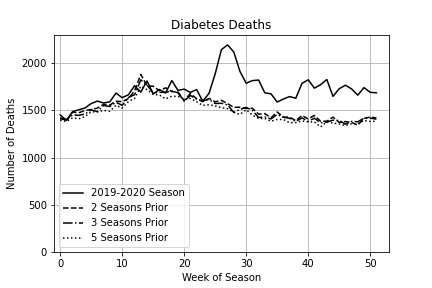 Diabetes Deaths
Number of Deaths
2000
1500
1000
500
0
2019-2020 Season
2 Seasons Prior
3 Seasons Prior
5 Seasons Prior
0 10 20 30 40 50
Week of Season